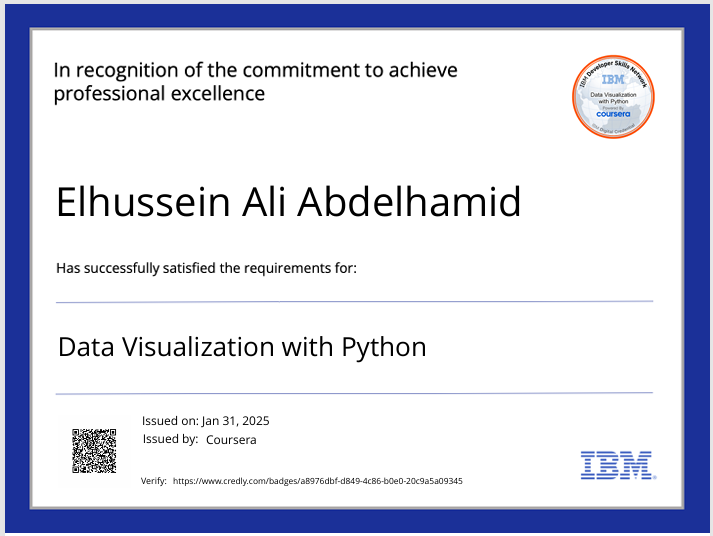 In recognition of the commitment to achieve
professional excellence
IBM Developer Skills Network
IBM
Data Visualization
with Python
Powered By
coursera
IBM Digital Credential
Elhussein Ali Abdelhamid
Has successfully satisfied the requirements for:
Data Visualization with Python
Issued on: Jan 31, 2025
Issued by: Coursera
Verify: https://www.credly.com/badges/a8976dbf-d849-4c86-b0e0-20c9a5a09345
IBM®